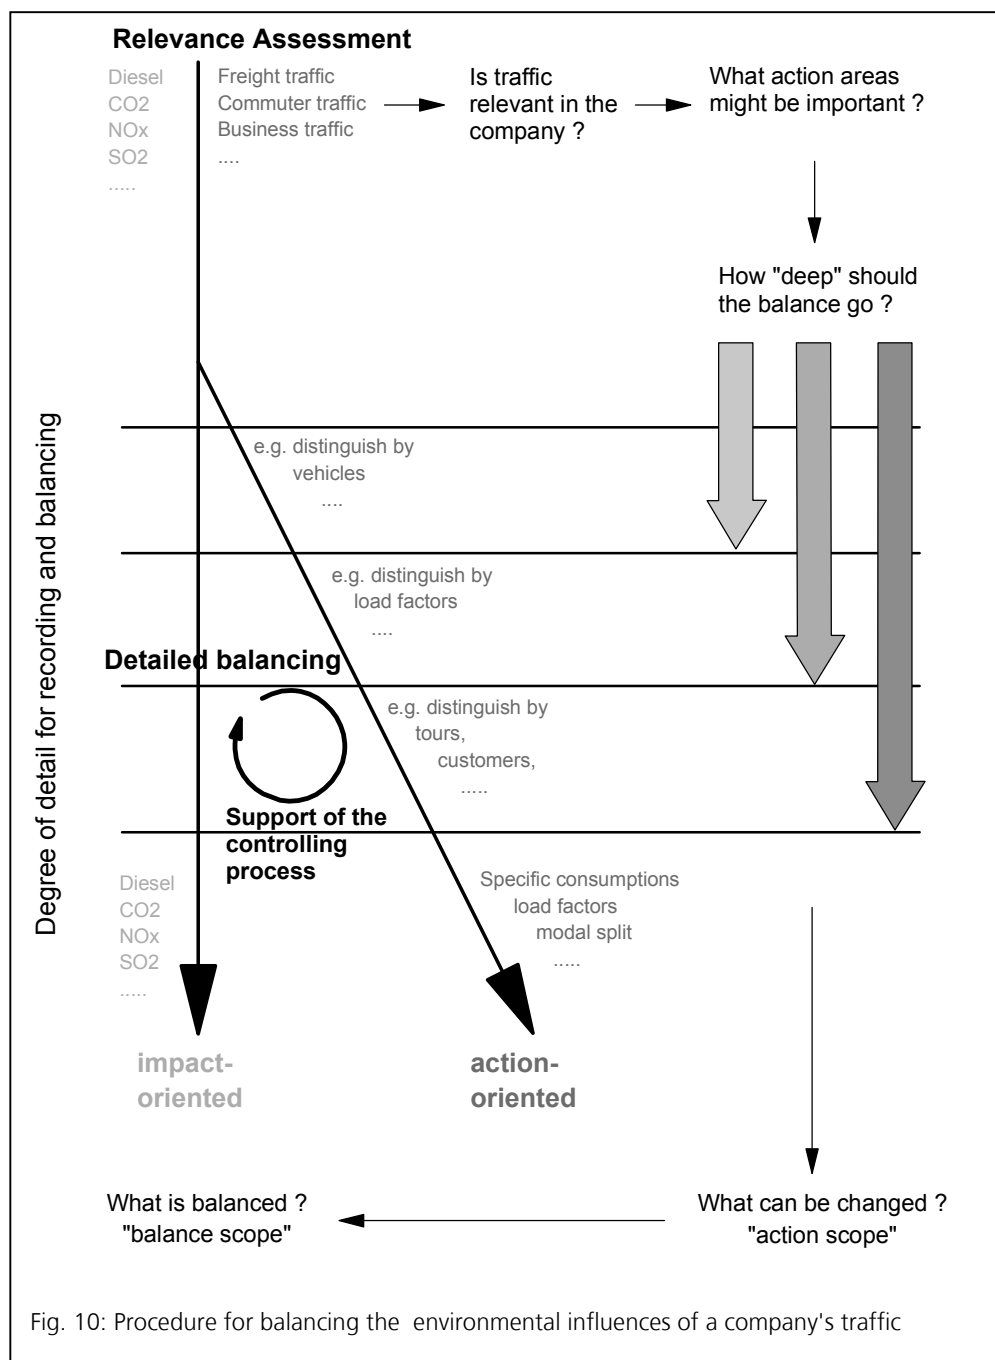 Relevance Assessment
Diesel
CO2
NOx
SO2
.....
Freight traffic
Commuter traffic
Business traffic
....
Is traffic
relevant in the
company ?
What action areas
might be important ?
How "deep" should
the balance go ?
Degree of detail for recording and balancing
e.g. distinguish by
vehicles
....
e.g. distinguish by
load factors
....
Detailed balancing
e.g. distinguish by
tours,
customers,
.....
Support of the
controlling
process
Diesel
CO2
NOx
SO2
.....
Specific consumptions
load factors
modal split
.....
impact-
oriented
action-
oriented
What is balanced ?
"balance scope"
What can be changed ?
"action scope"
Fig. 10: Procedure for balancing the environmental influences of a company's traffic